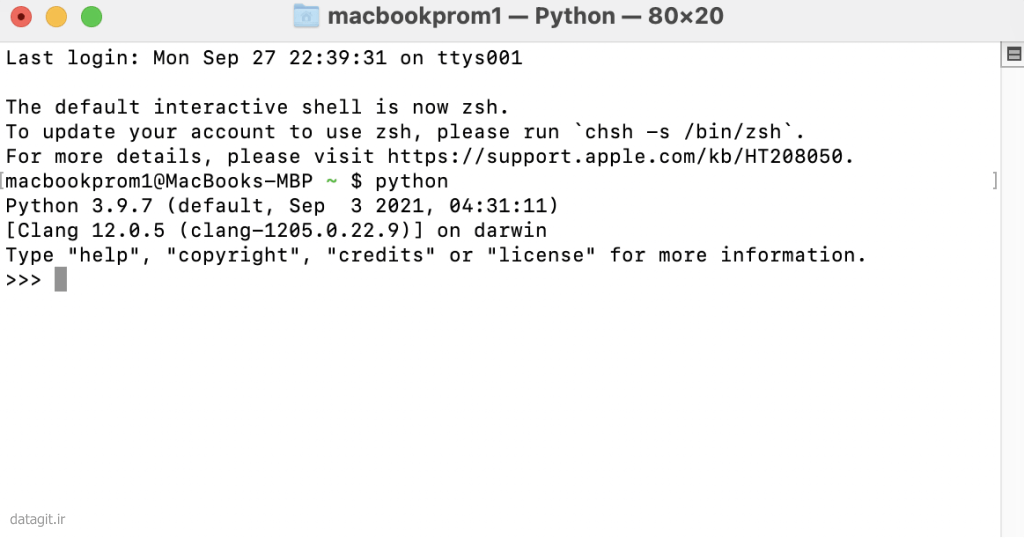 macbookprom1 — Python — 80×20
Last login: Mon Sep 27 22:39:31 on ttys001
The default interactive shell is now zsh.
To update your account to use zsh, please run `chsh -s /bin/zsh`.
For more details, please visit https://support.apple.com/kb/HT208050.
[macbookprom1@MacBooks-MBP ~ $ python ]
Python 3.9.7 (default, Sep  3 2021, 04:31:11)
[Clang 12.0.5 (clang-1205.0.22.9)] on darwin
Type "help", "copyright", "credits" or "license" for more information.
>>>
datagit.ir